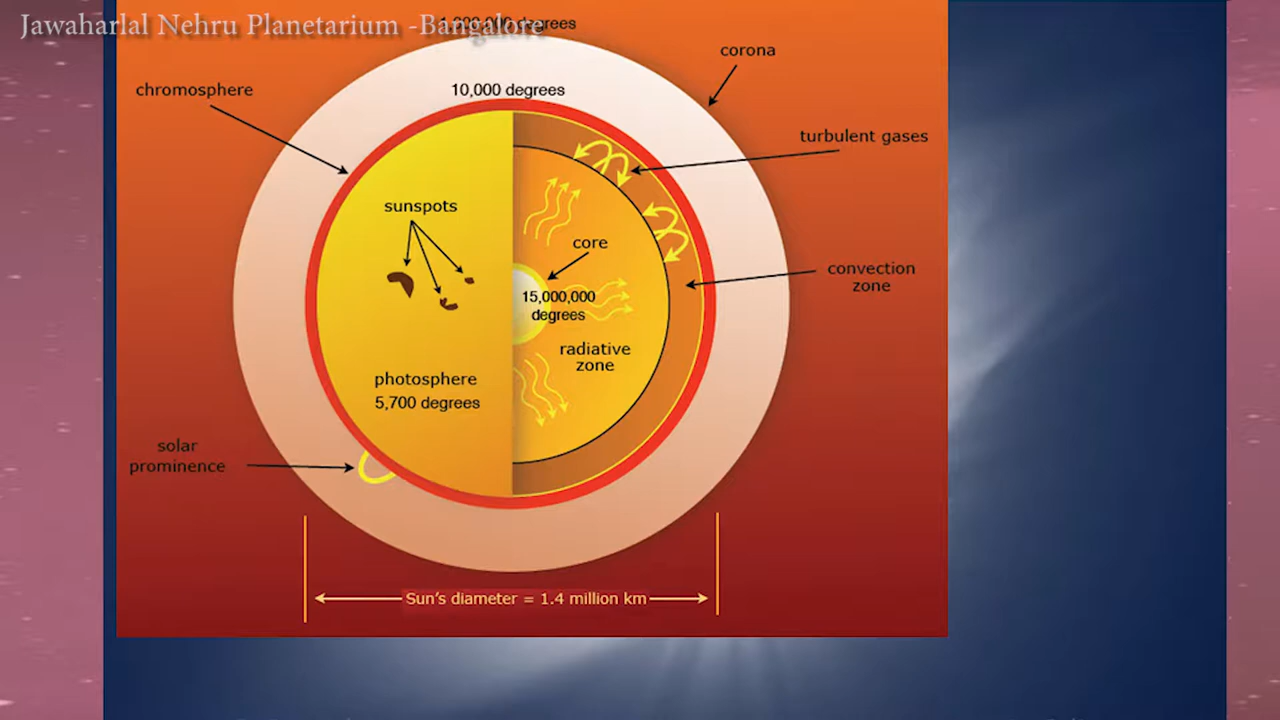 Jawaharlal Nehru Planetarium -Bangalore
degrees
corona
chromosphere
10,000 degrees
turbulent gases
sunspots
core
convection
zone
15,000,000
degrees
radiative
zone
photosphere
5,700 degrees
solar
prominence
Sun's diameter = 1.4 million km